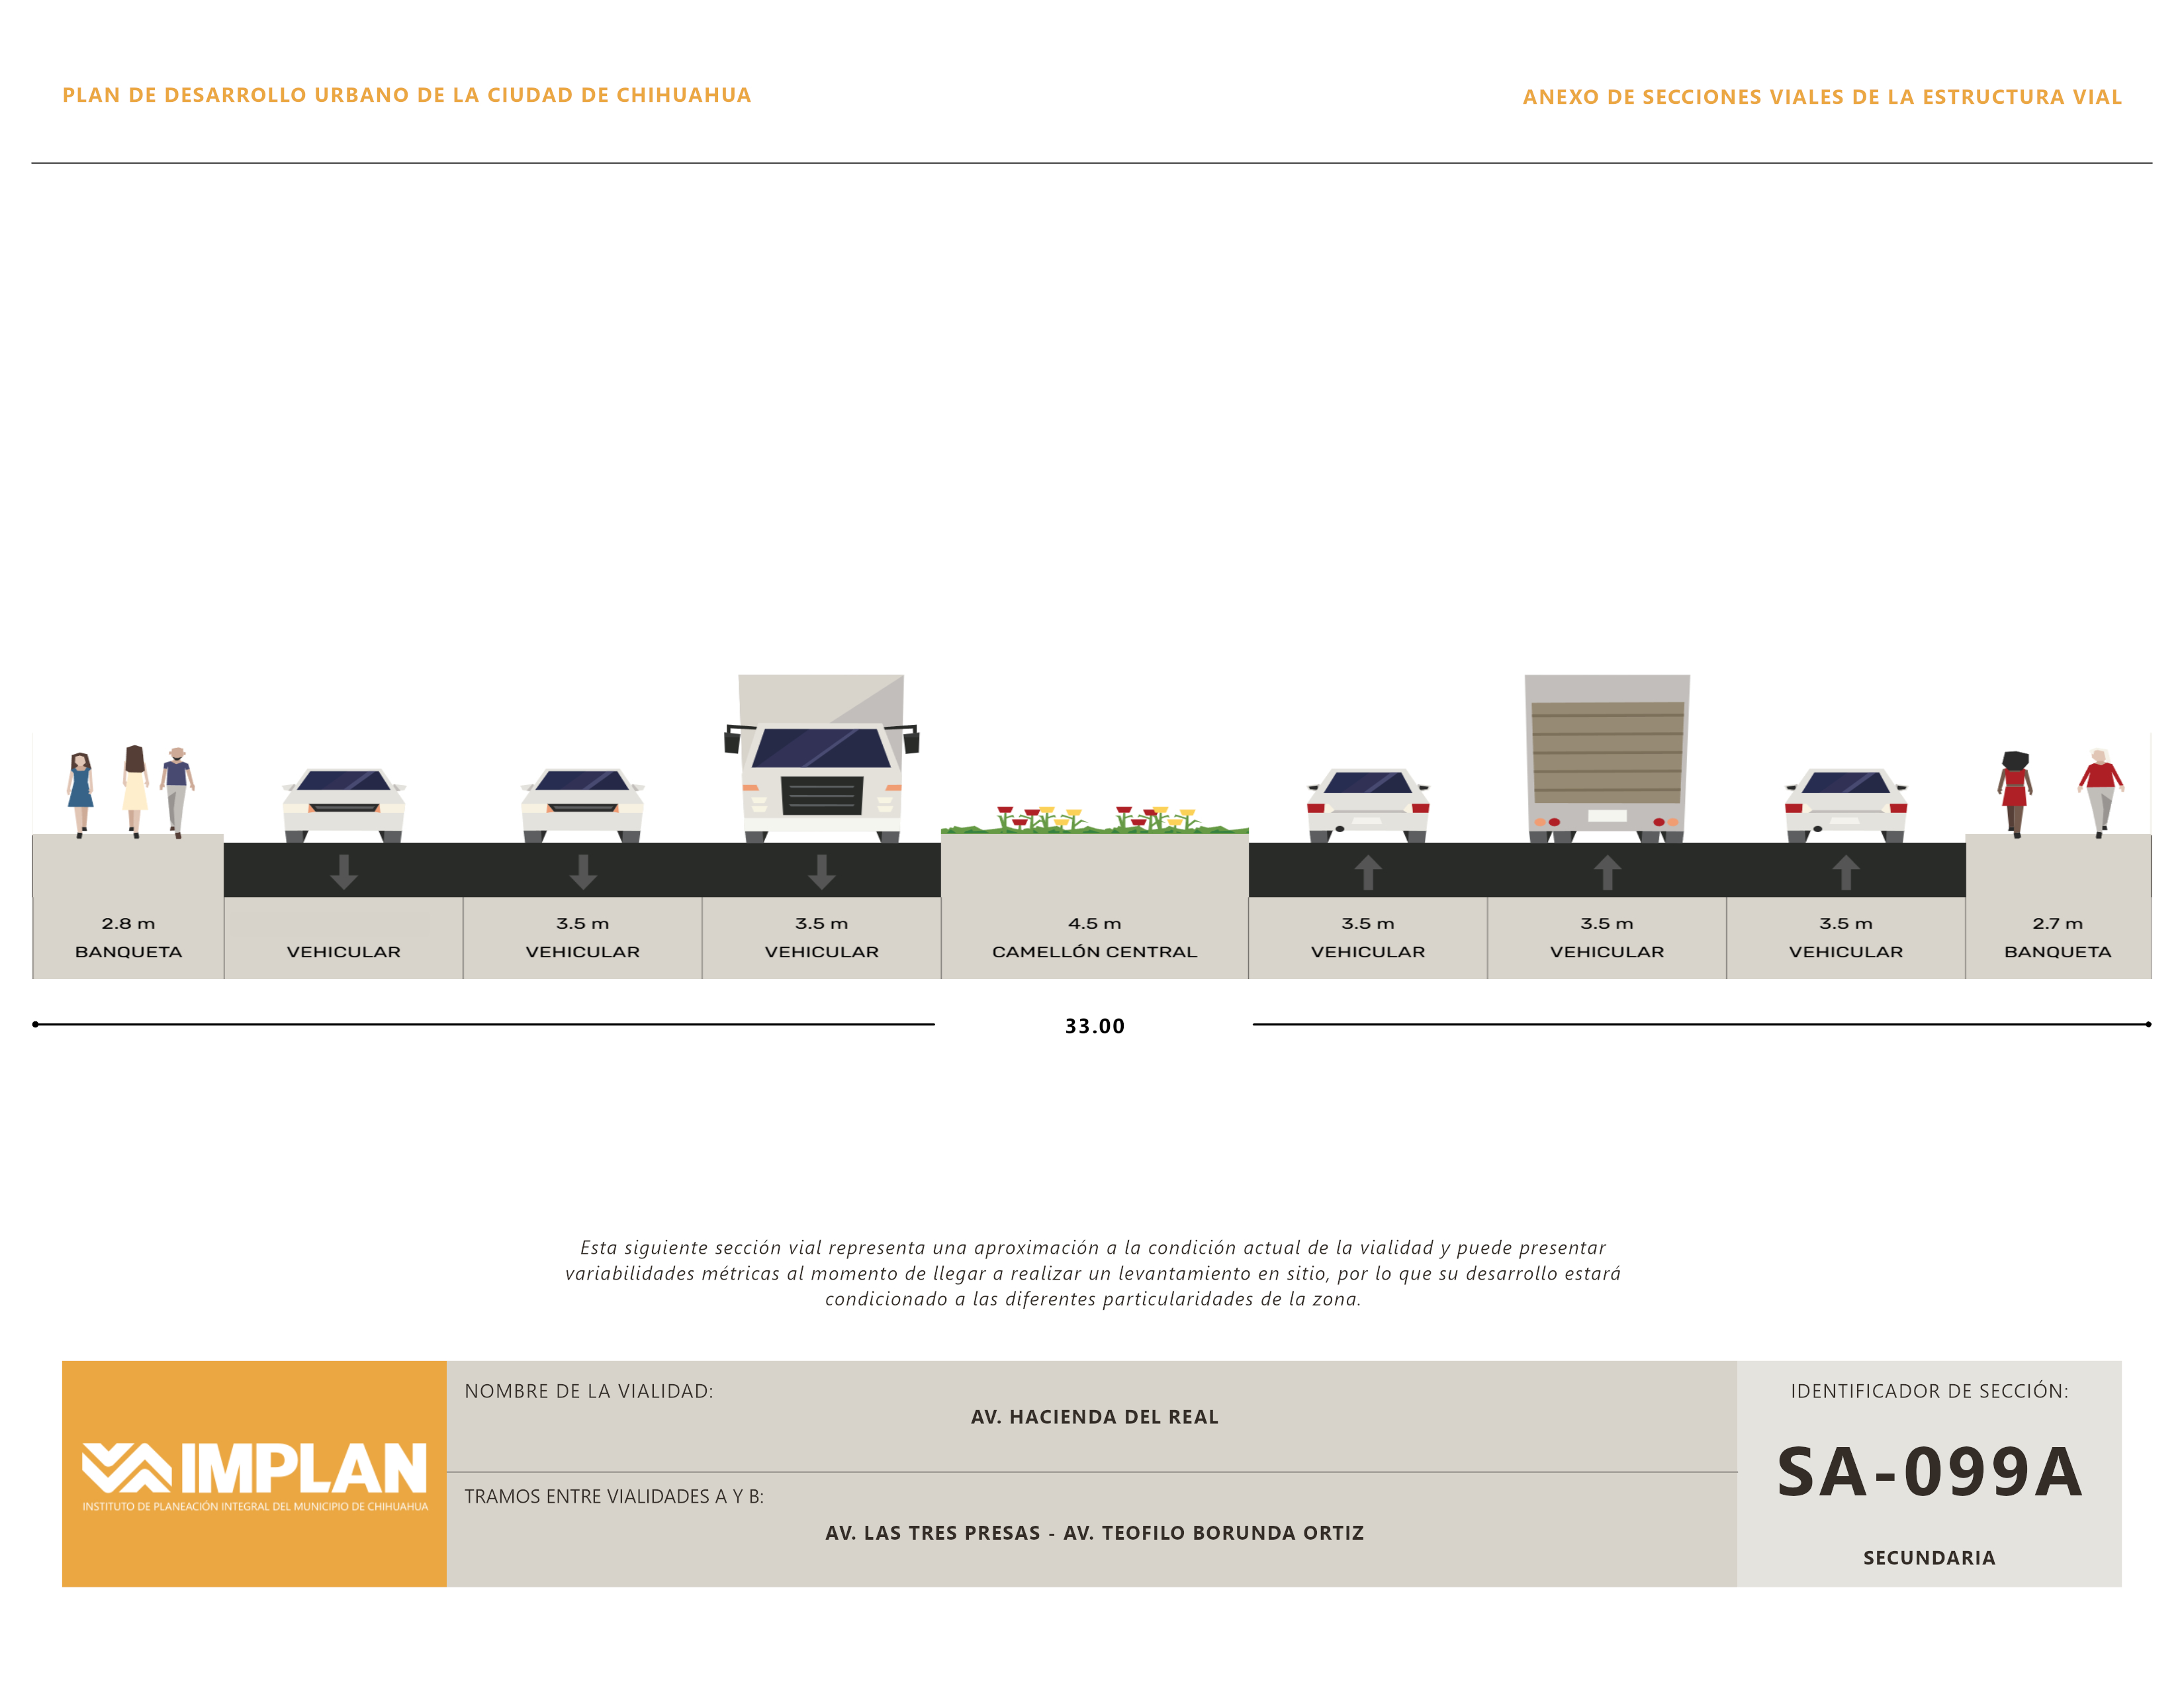 PLAN DE DESARROLLO URBANO DE LA CIUDAD DE CHIHUAHUA
ANEXO DE SECCIONES VIALES DE LA ESTRUCTURA VIAL
2.8 m
BANQUETA
VEHICULAR
3.5 m
VEHICULAR
3.5 m
VEHICULAR
4.5 m
CAMELLÓN CENTRAL
3.5 m
VEHICULAR
3.5 m
VEHICULAR
3.5 m
VEHICULAR
2.7 m
BANQUETA
33.00
Esta siguiente sección vial representa una aproximación a la condición actual de la vialidad y puede presentar
variabilidades métricas al momento de llegar a realizar un levantamiento en sitio, por lo que su desarrollo estará
condicionado a las diferentes particularidades de la zona.
IMPLAN
INSTITUTO DE PLANEACIÓN INTEGRAL DEL MUNICIPIO DE CHIHUAHUA
NOMBRE DE LA VIALIDAD:
AV. HACIENDA DEL REAL
TRAMOS ENTRE VIALIDADES A Y B:
AV. LAS TRES PRESAS - AV. TEOFILO BORUNDA ORTIZ
IDENTIFICADOR DE SECCIÓN:
SA-099A
SECUNDARIA